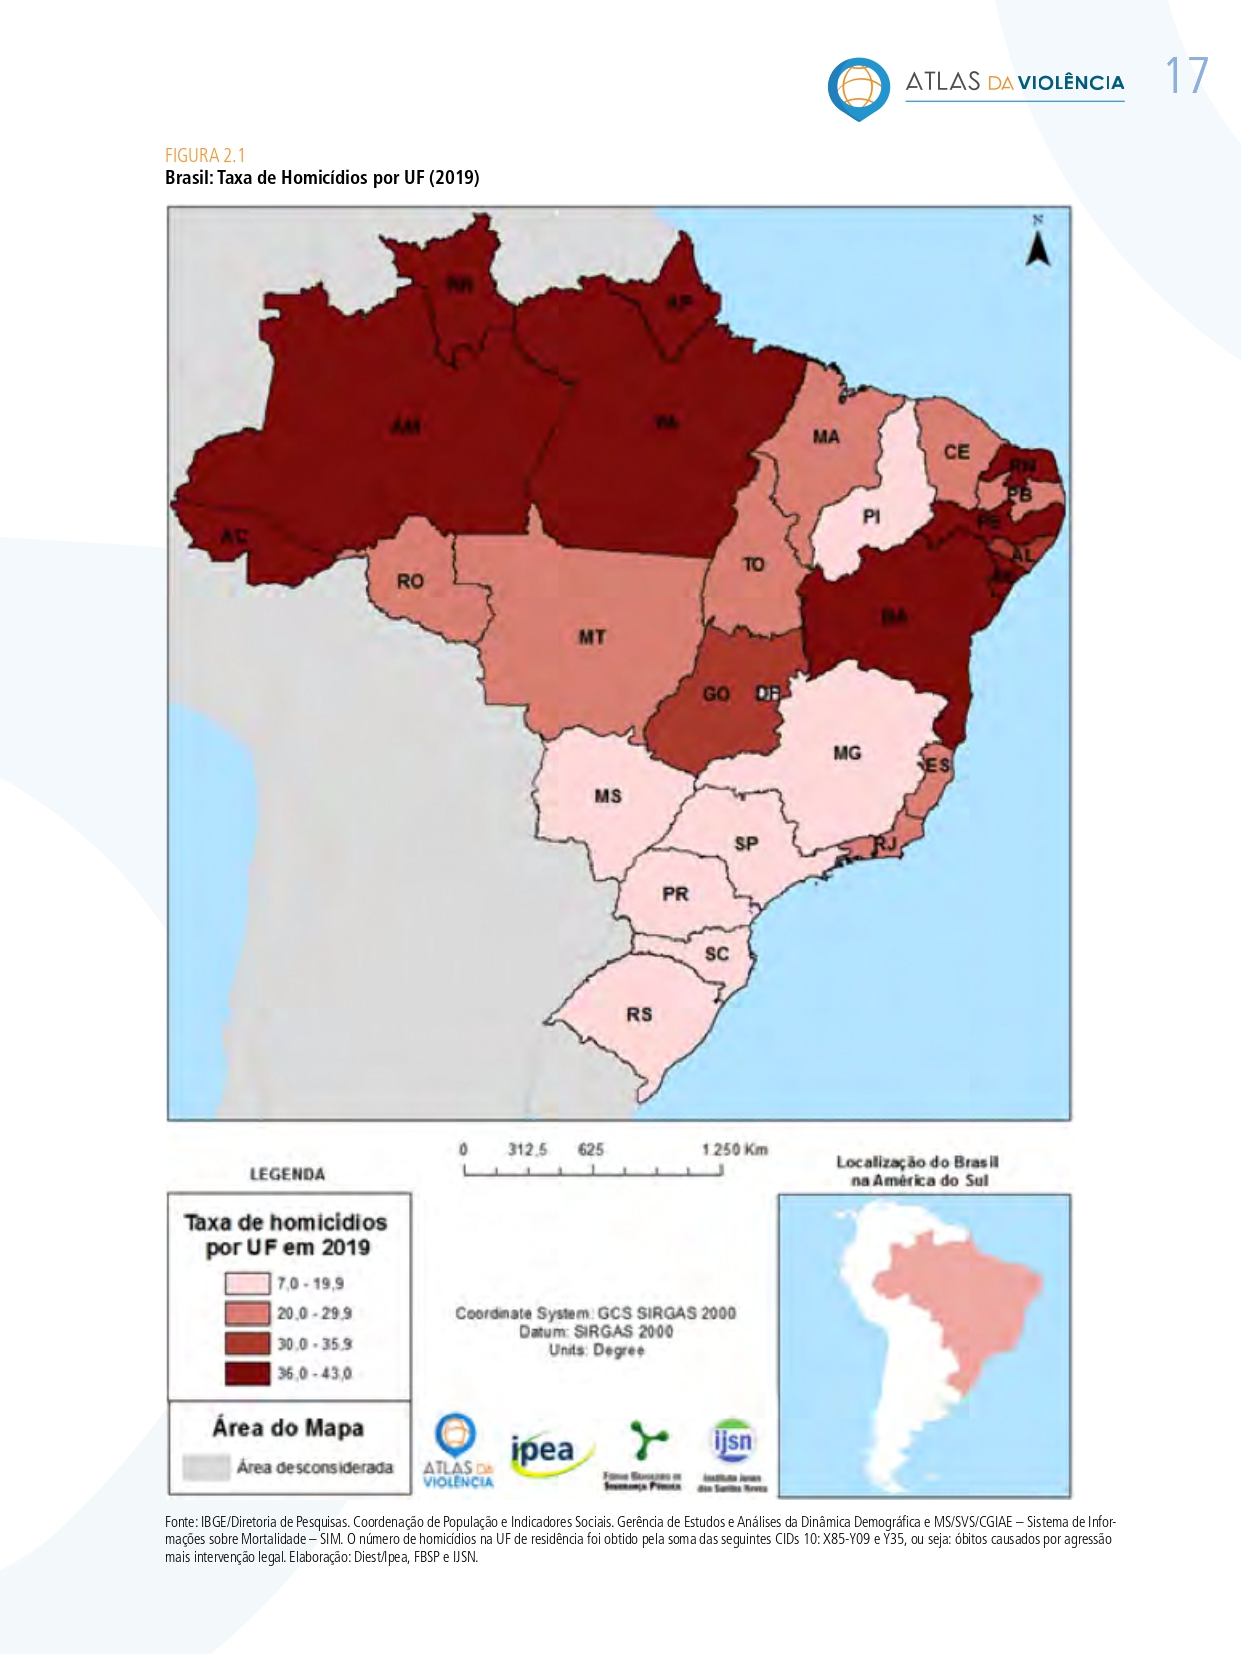 ATLAS DA VIOLÊNCIA
17
FIGURA 2.1
Brasil: Taxa de Homicídios por UF (2019)
N
RR
AP
AM
PA
MA
CE
RN
PB
PI
PE
AC
AL
TO
RO
SE
BA
MT
GO
DF
MG
ES
MS
SP
RJ
PR
SC
RS
0 312,5 625 1.250 Km
LEGENDA
Taxa de homicídios
por UF em 2019
7,0 - 19,9
20,0 - 29,9
30,0 - 35,9
36,0 - 43,0
Área do Mapa
Área desconsiderada
Coordinate System: GCS SIRGAS 2000
Datum: SIRGAS 2000
Units: Degree
Localização do Brasil
na América do Sul
ATLAS DA
VIOLÊNCIA
ipea
Fórum Brasileiro de
Segurança Pública
ijsn
Instituto Jones
dos Santos Neves
Fonte: IBGE/Diretoria de Pesquisas. Coordenação de População e Indicadores Sociais. Gerência de Estudos e Análises da Dinâmica Demográfica e MS/SVS/CGIAE – Sistema de Infor-
mações sobre Mortalidade – SIM. O número de homicídios na UF de residência foi obtido pela soma das seguintes CIDs 10: X85-Y09 e Y35, ou seja: óbitos causados por agressão
mais intervenção legal. Elaboração: Diest/Ipea, FBSP e IJSN.